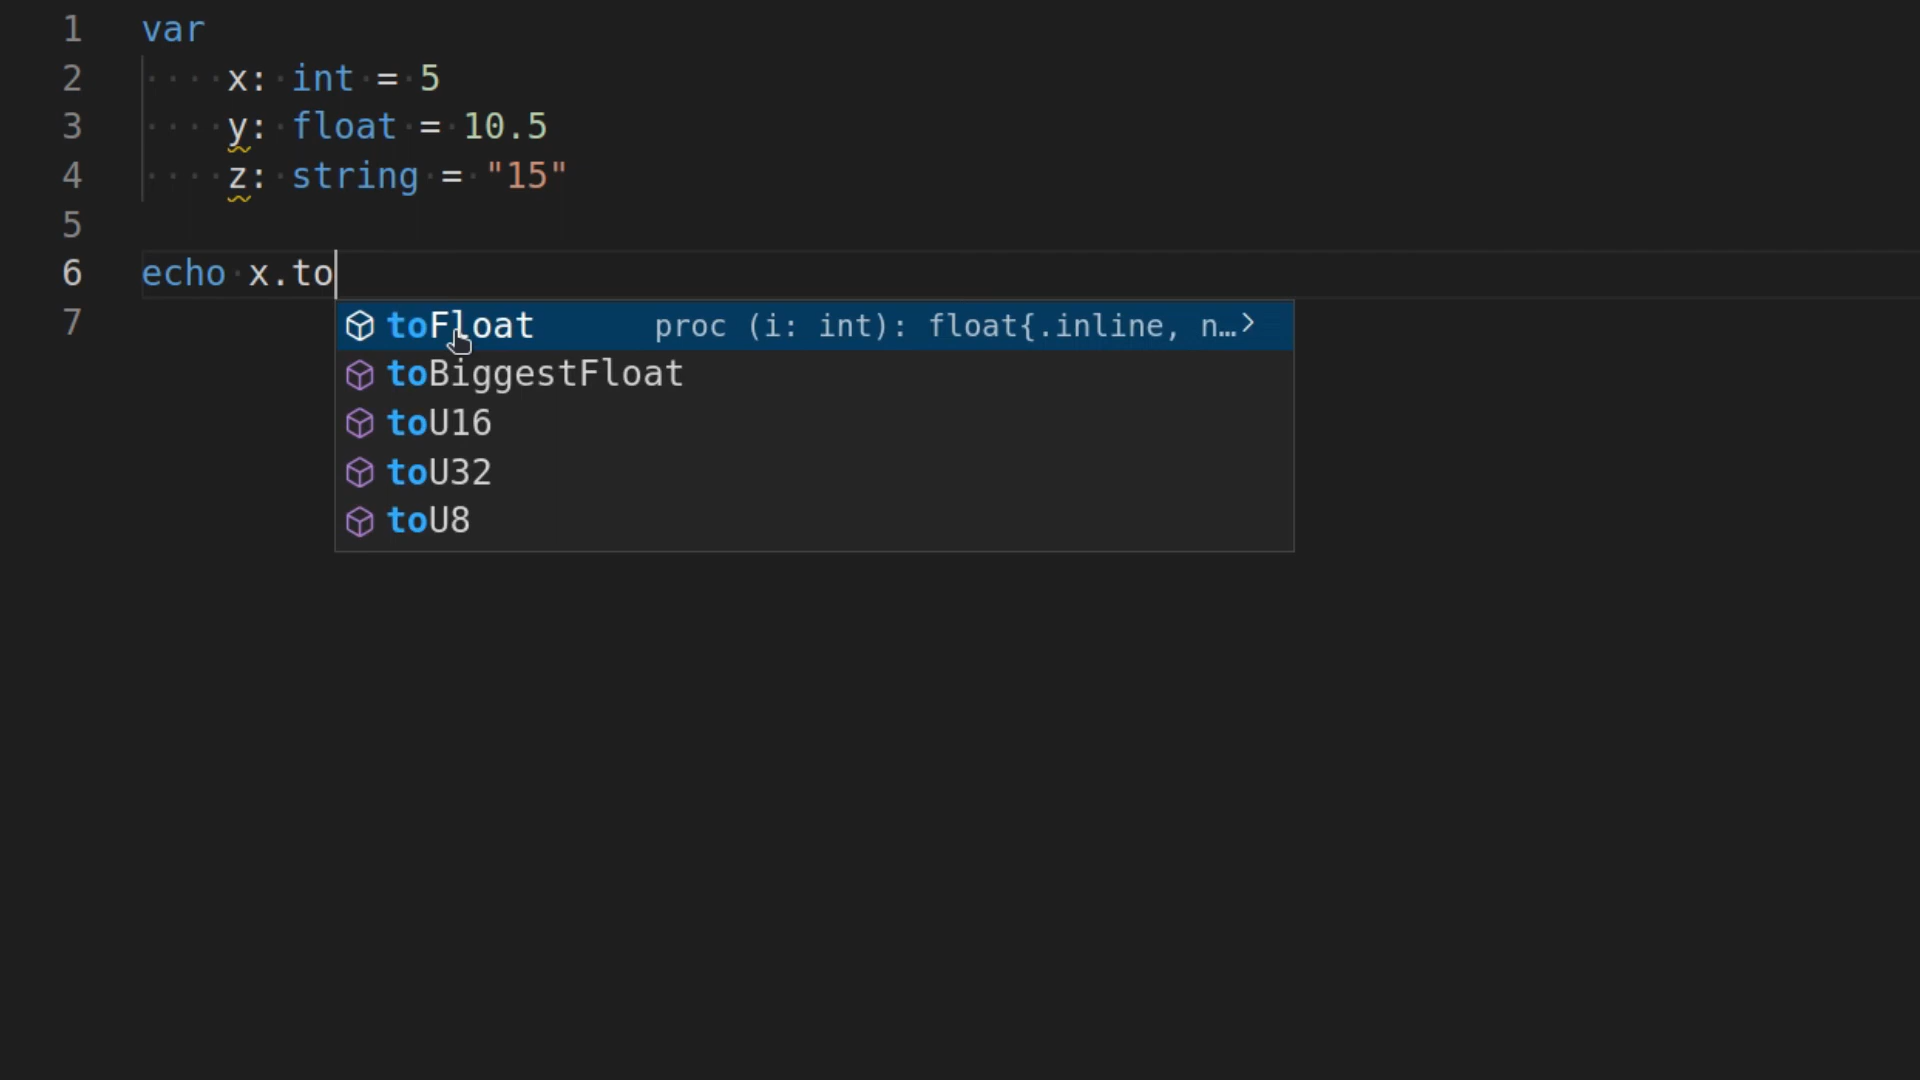 1 var
2 ····x:·int·=·5
3 ····y:·float·=·10.5
4 ····z:·string·=·"15"
5
6 echo·x.to
toFloat proc (i: int): float{.inline, n…>
7
toBiggestFloat
toU16
toU32
toU8